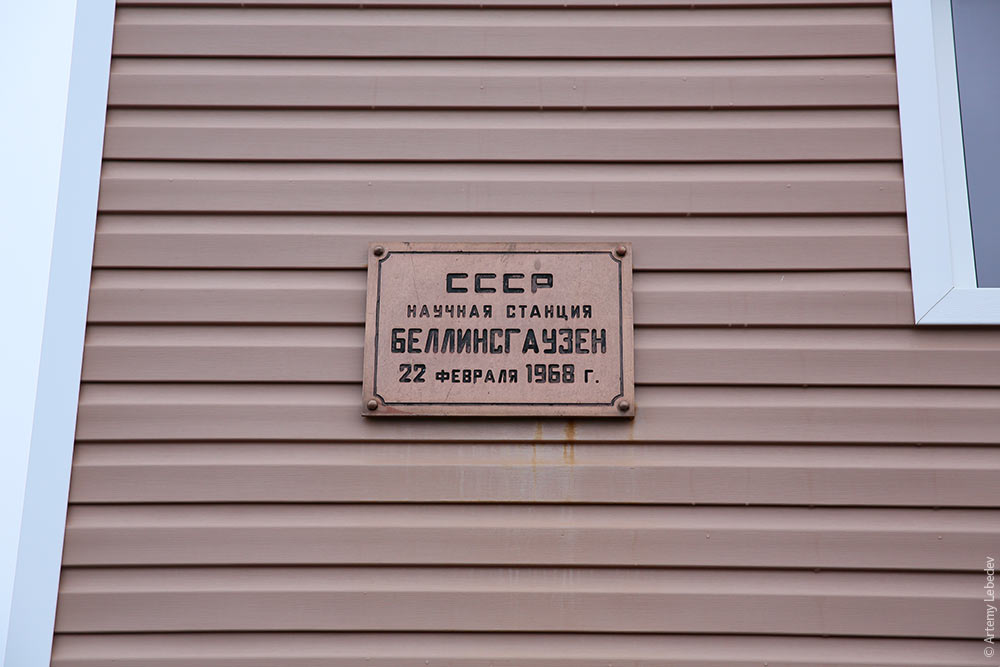 СССР
НАУЧНАЯ СТАНЦИЯ
БЕЛЛИНСГАУЗЕН
22 ФЕВРАЛЯ 1968 Г.
© Artemy Lebedev